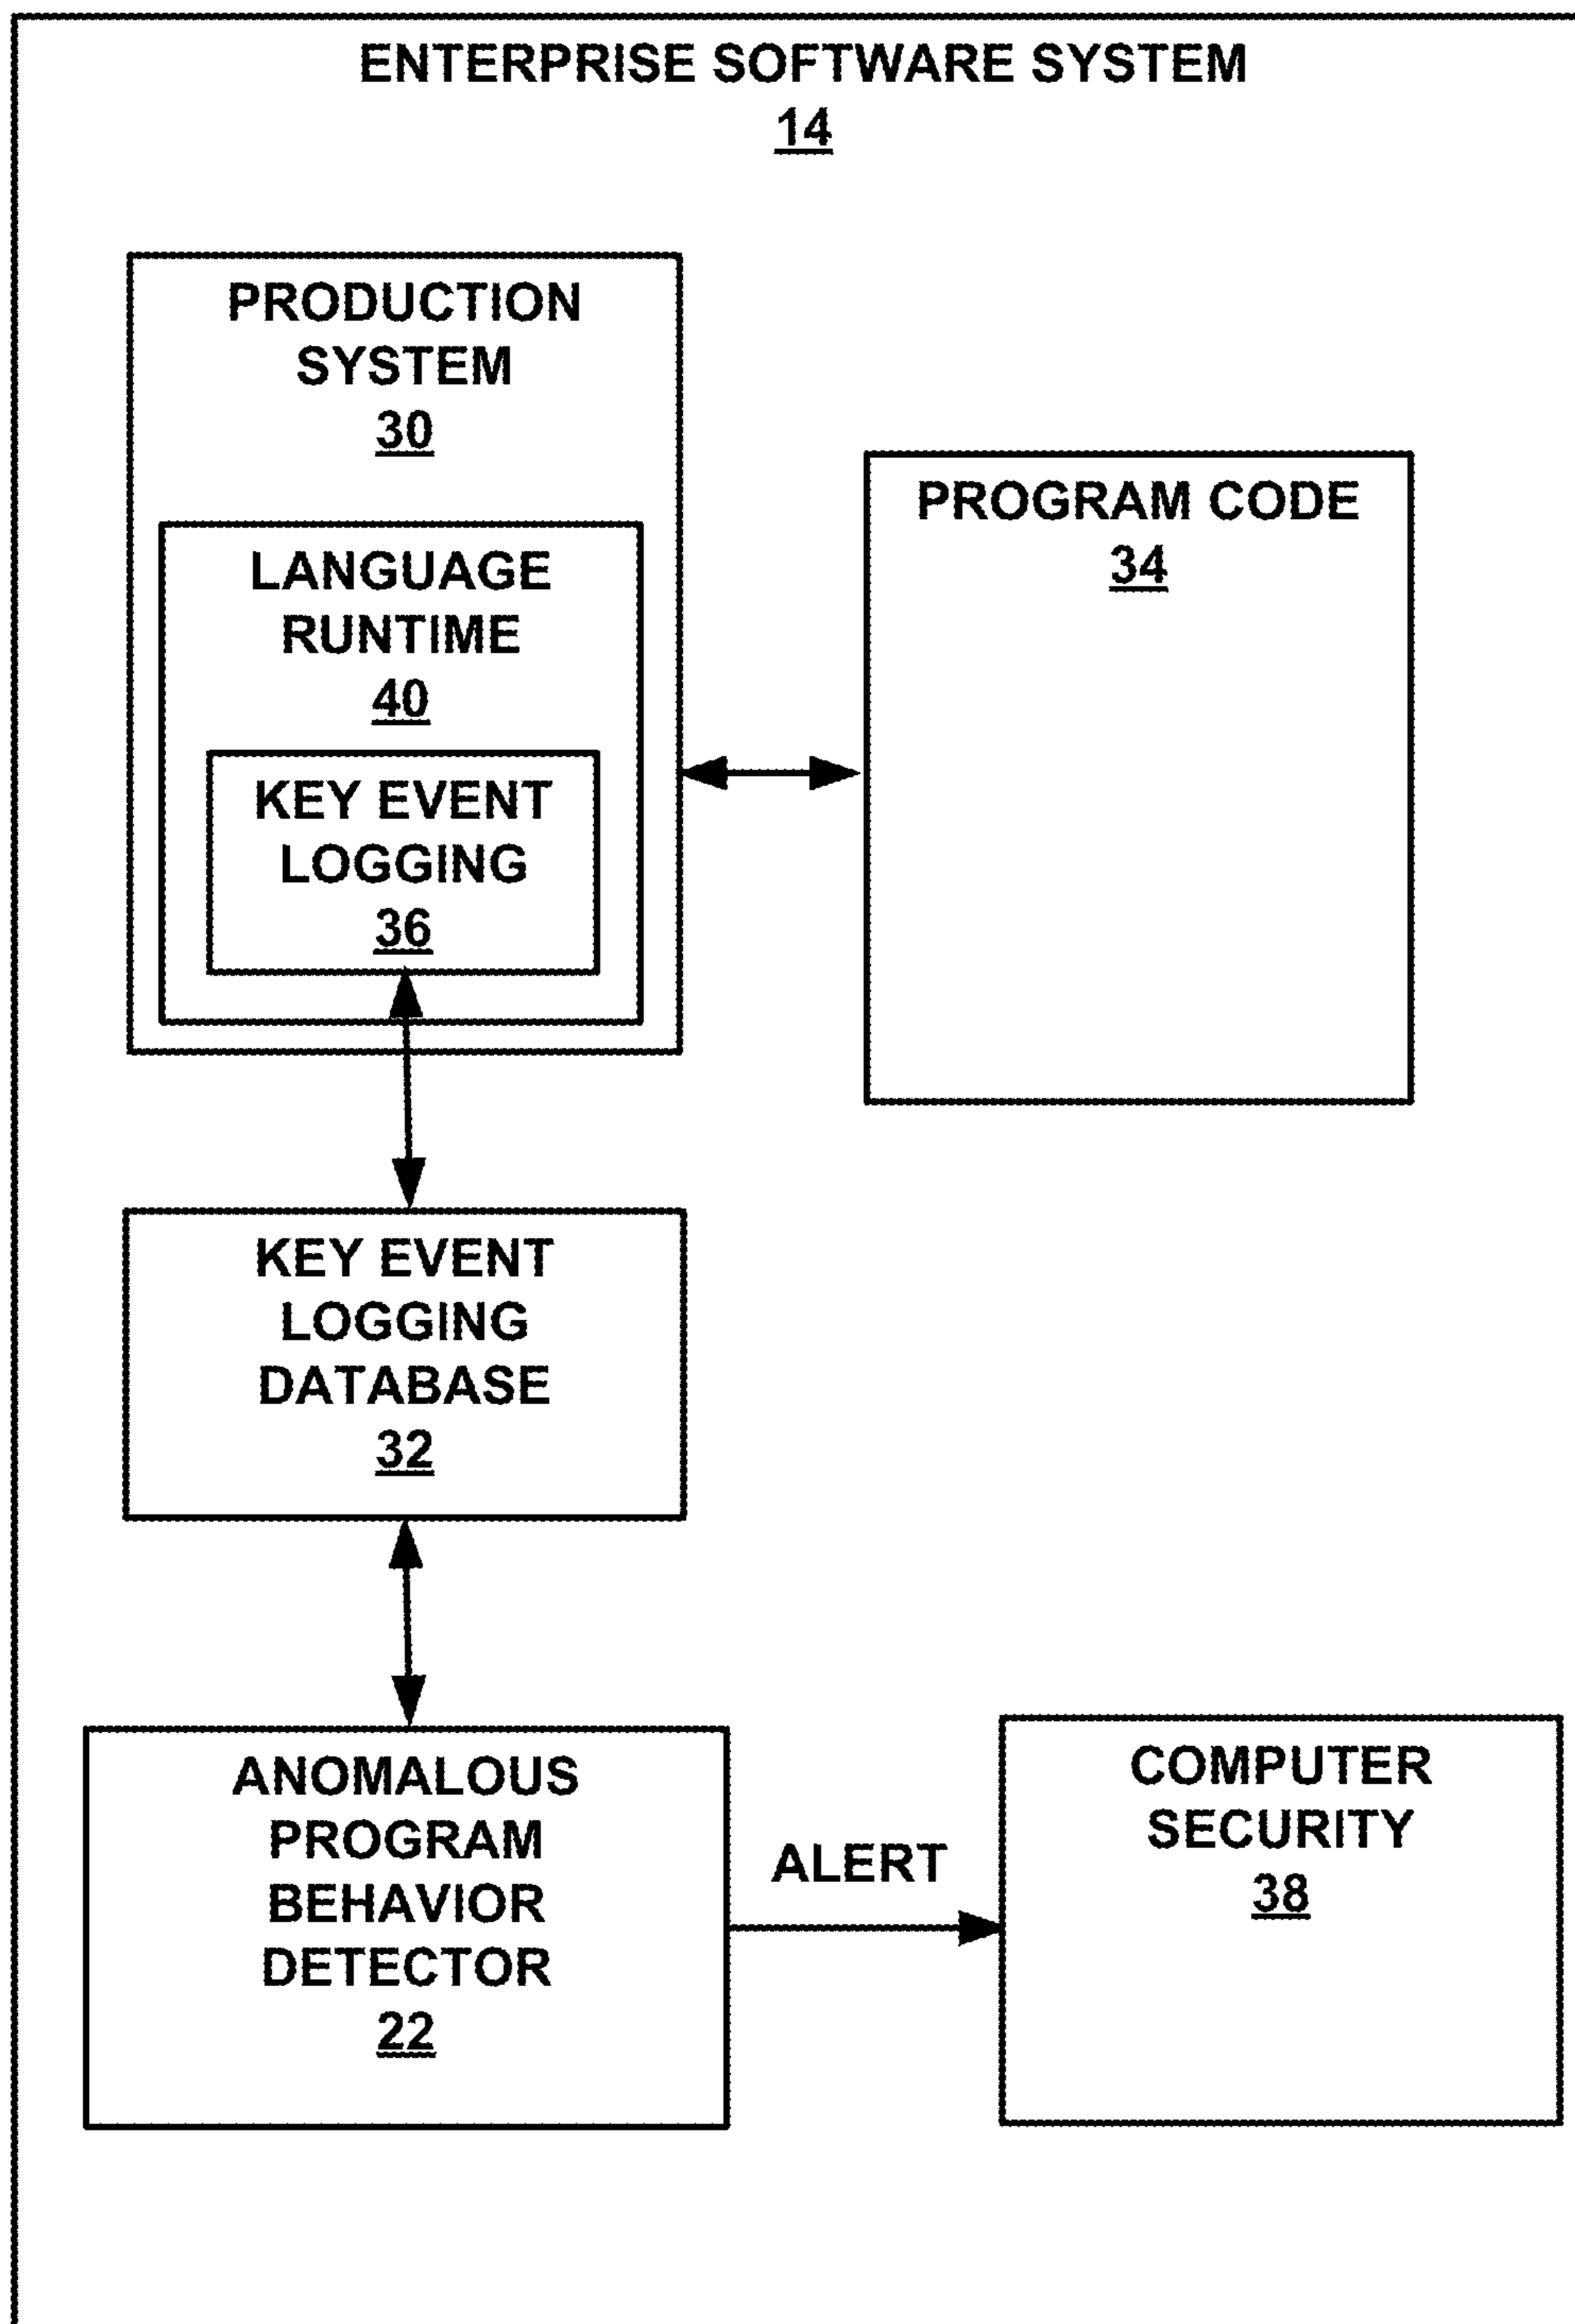 ENTERPRISE SOFTWARE SYSTEM
14
PRODUCTION
SYSTEM
30
LANGUAGE
RUNTIME
40
KEY EVENT
LOGGING
36
PROGRAM CODE
34
KEY EVENT
LOGGING
DATABASE
32
ANOMALOUS
PROGRAM
BEHAVIOR
DETECTOR
22
ALERT
COMPUTER
SECURITY
38